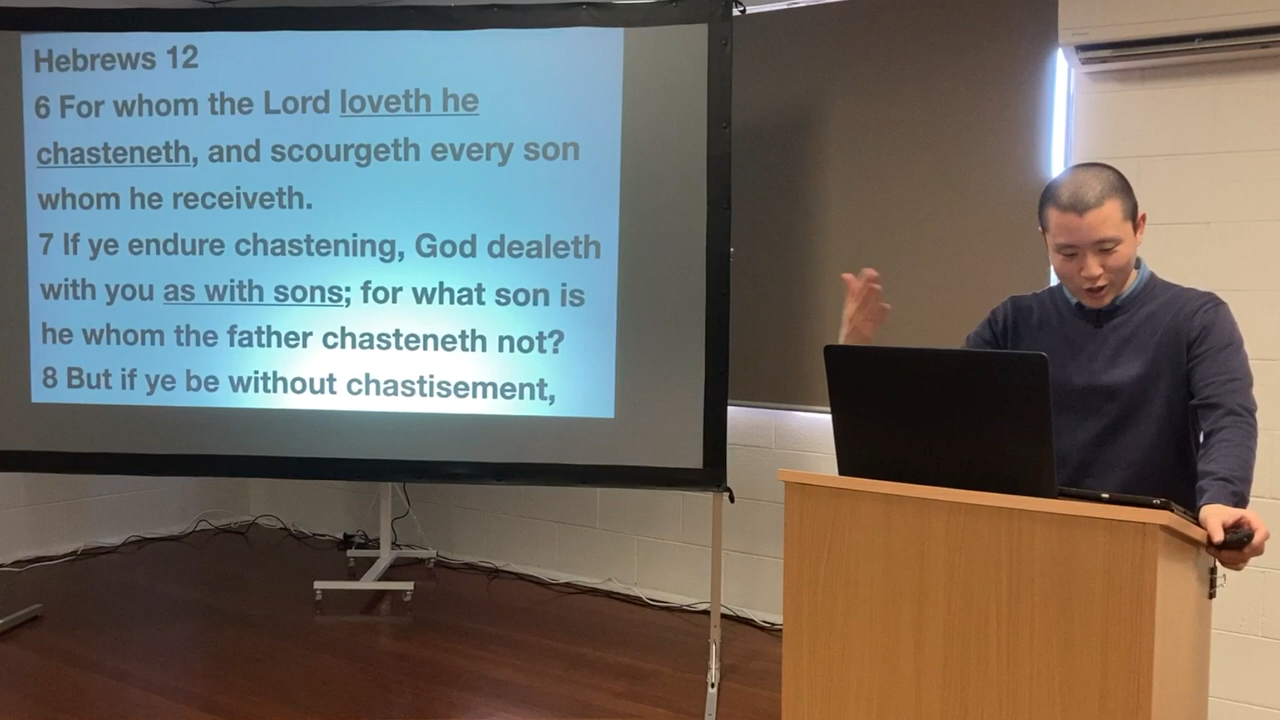 Hebrews 12
6 For whom the Lord loveth he
chasteneth, and scourgeth every son
whom he receiveth.
7 If ye endure chastening, God dealeth
with you as with sons; for what son is
he whom the father chasteneth not?
8 But if ye be without chastisement,